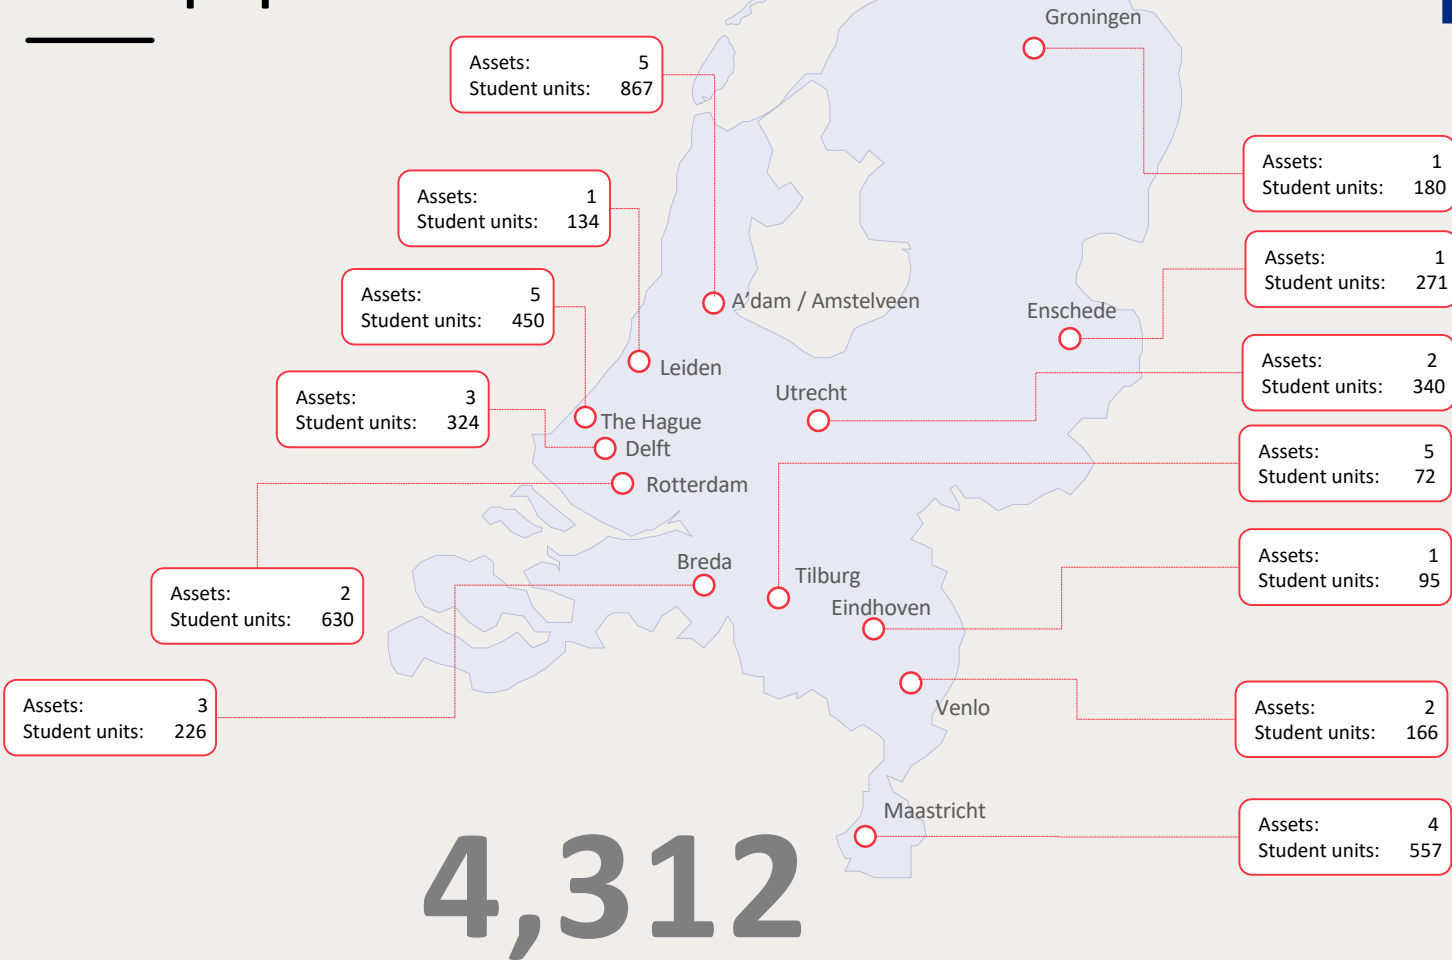 Groningen
Assets: 5
Student units: 867
Assets: 1
Student units: 180
Assets: 1
Student units: 134
Assets: 1
Student units: 271
Assets: 5
Student units: 450
A'dam / Amstelveen
Enschede
Leiden
Assets: 2
Student units: 340
Utrecht
Assets: 3
Student units: 324
The Hague
Delft
Assets: 5
Student units: 72
Rotterdam
Breda
Tilburg
Assets: 1
Student units: 95
Eindhoven
Assets: 2
Student units: 630
Assets: 3
Student units: 226
Venlo
Assets: 2
Student units: 166
Maastricht
Assets: 4
Student units: 557
4,312